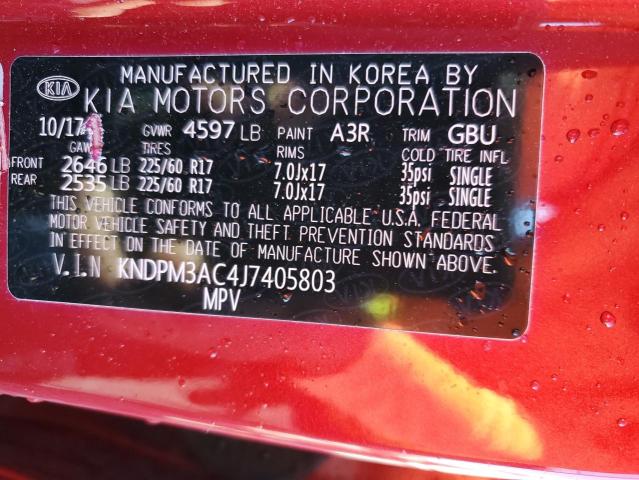 MANUFACTURED IN KOREA BY
KIA KIA MOTORS CORPORATION
10/17 GVWR 4597 LB PAINT A3R TRIM GBU
GAWR TIRES RIMS COLD TIRE INFL
FRONT 2646 LB 225/60 R17 7.0Jx17 35psi SINGLE
REAR 2535 LB 225/60 R17 7.0Jx17 35psi SINGLE
THIS VEHICLE CONFORMS TO ALL APPLICABLE U.S.A. FEDERAL
MOTOR VEHICLE SAFETY AND THEFT PREVENTION STANDARDS
IN EFFECT ON THE DATE OF MANUFACTURE SHOWN ABOVE.
V.I.N KNDPM3AC4J7405803
MPV